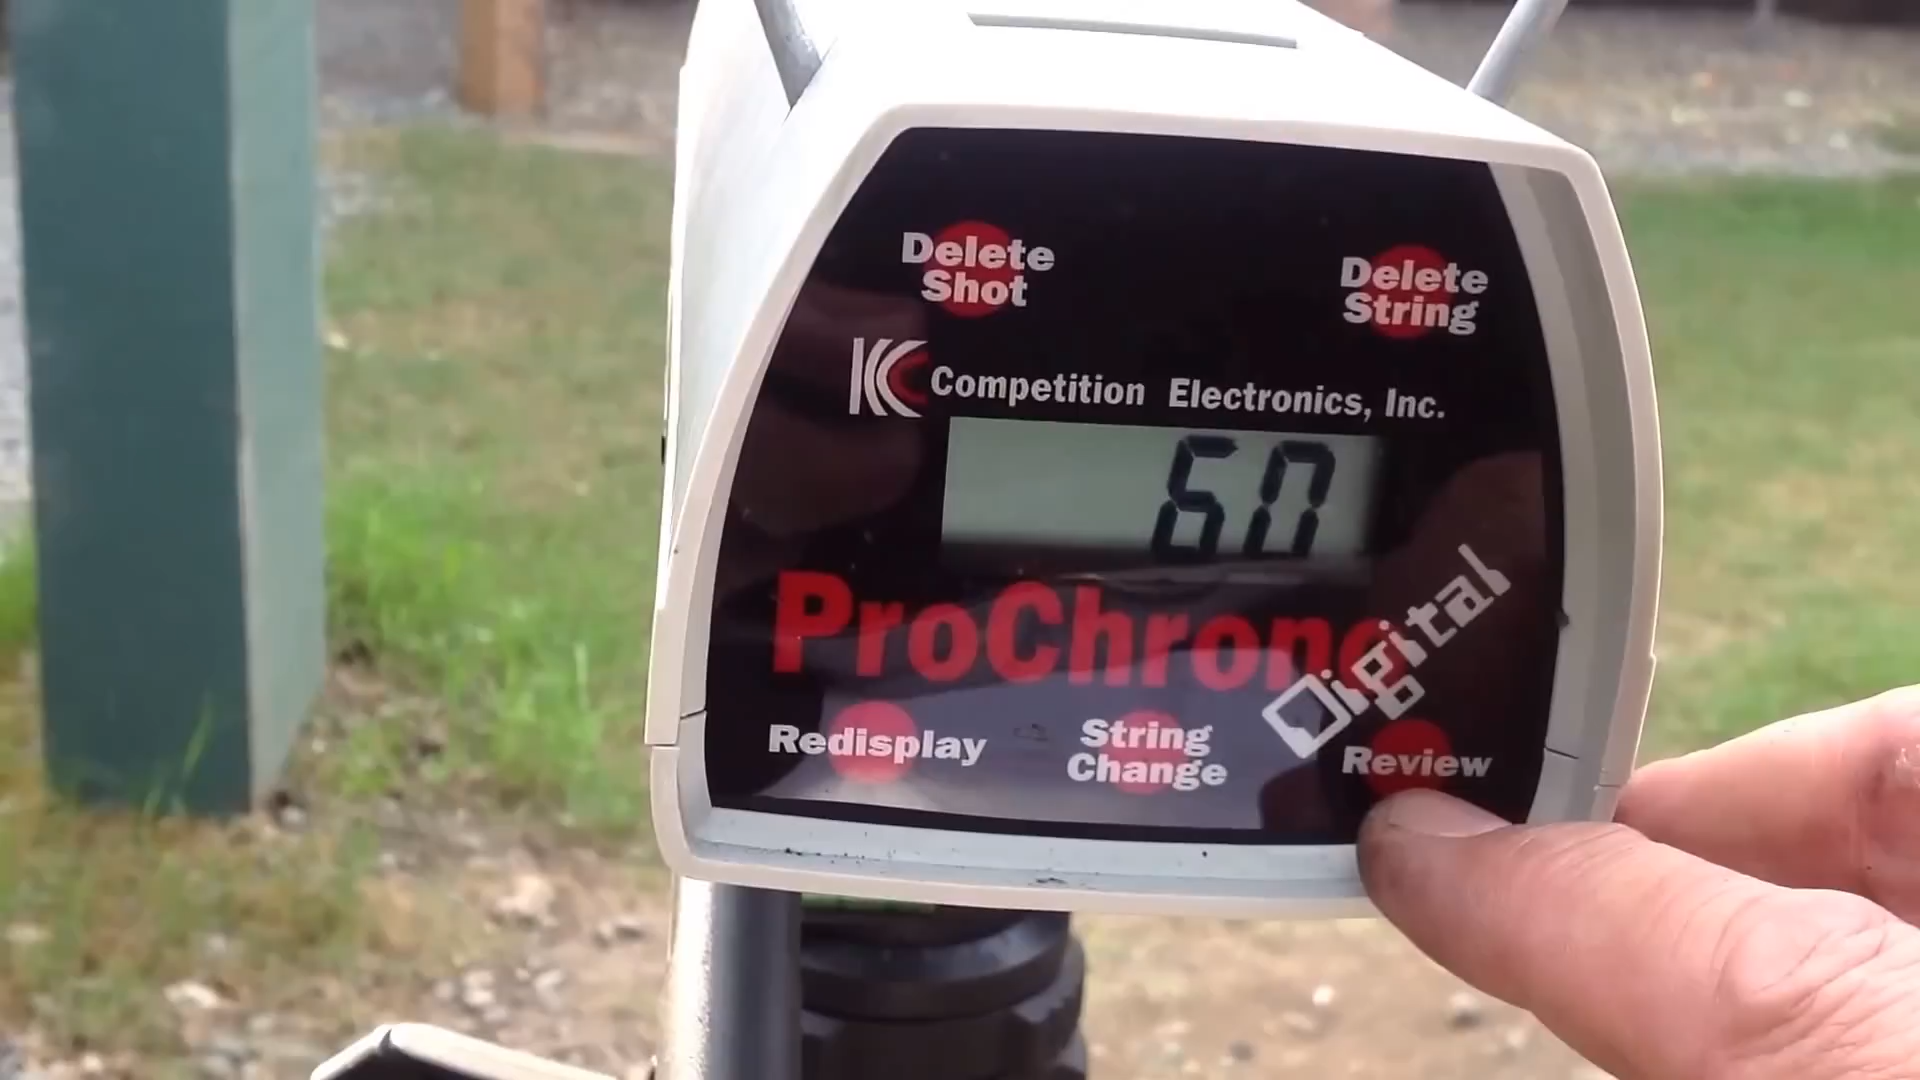 Delete
Shot
Delete
String
Competition Electronics, Inc.
60
ProChrono
Digital
Redisplay
String
Change
Review